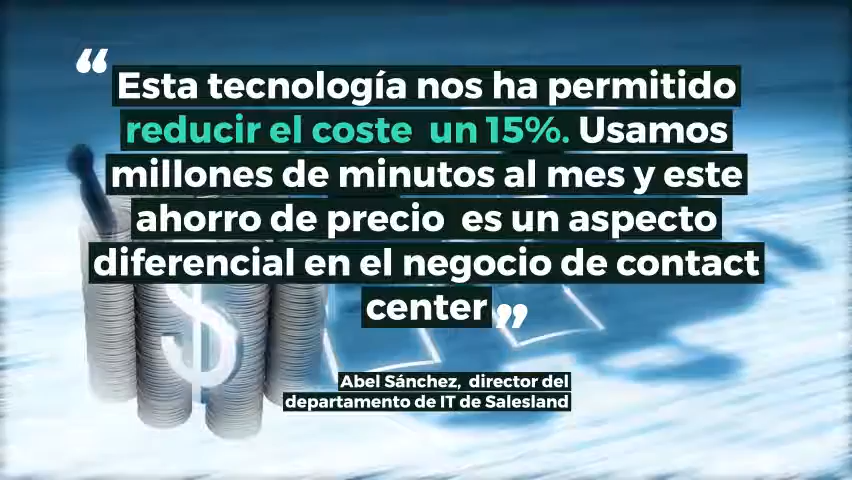 “Esta tecnología nos ha permitido
reducir el coste un 15%. Usamos
millones de minutos al mes y este
ahorro de precio es un aspecto
diferencial en el negocio de contact
center”
$
Abel Sánchez, director del
departamento de IT de Salesland